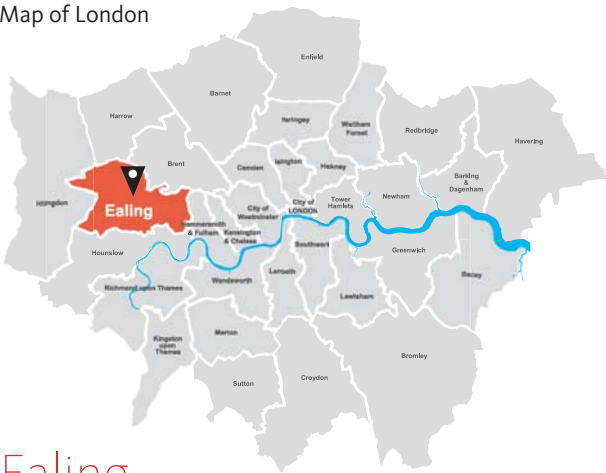 Map of London
Enfield
Barnet
Harrow
Haringey
Waltham
Forest
Redbridge
Havering
Brent
Camden
Islington
Hackney
Barking
&
Dagenham
Hillingdon
Ealing
City of
Westminster
City of
LONDON
Tower
Hamlets
Newham
Hammersmith
& Fulham
Kensington
& Chelsea
Hounslow
Southwark
Greenwich
Bexley
Richmond upon Thames
Wandsworth
Lambeth
Lewisham
Kingston
upon
Thames
Merton
Bromley
Sutton
Croydon
Ealing